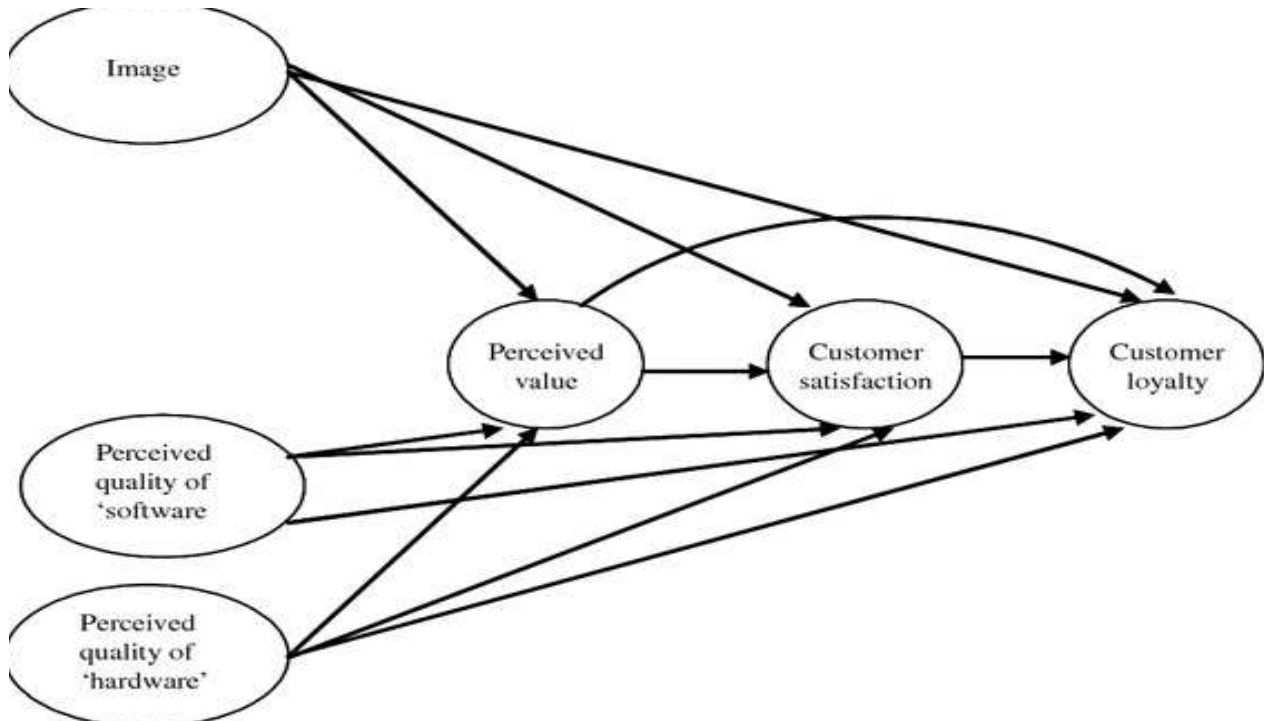 Image
Perceived
value
Customer
satisfaction
Customer
loyalty
Perceived
quality of
‘software
Perceived
quality of
‘hardware’